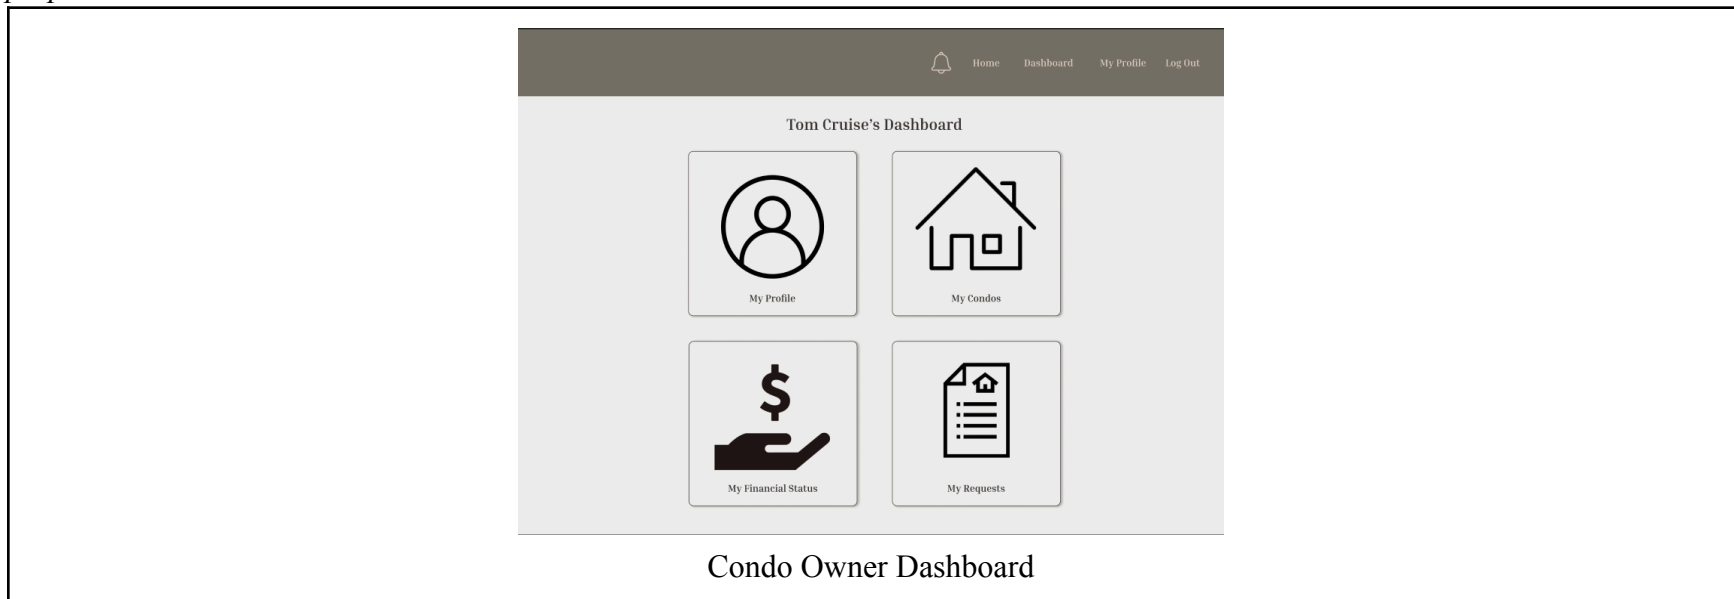 Home Dashboard My Profile Log Out
Tom Cruise's Dashboard
My Profile My Condos
$
My Financial Status My Requests
Condo Owner Dashboard